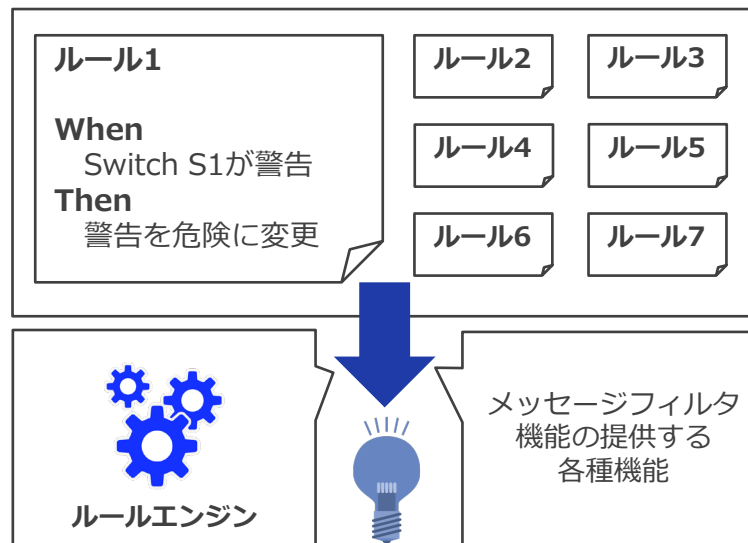 ルール1
When
Switch S1が警告
Then
警告を危険に変更
ルール2
ルール3
ルール4
ルール5
ルール6
ルール7
ルールエンジン
メッセージフィルタ
機能の提供する
各種機能